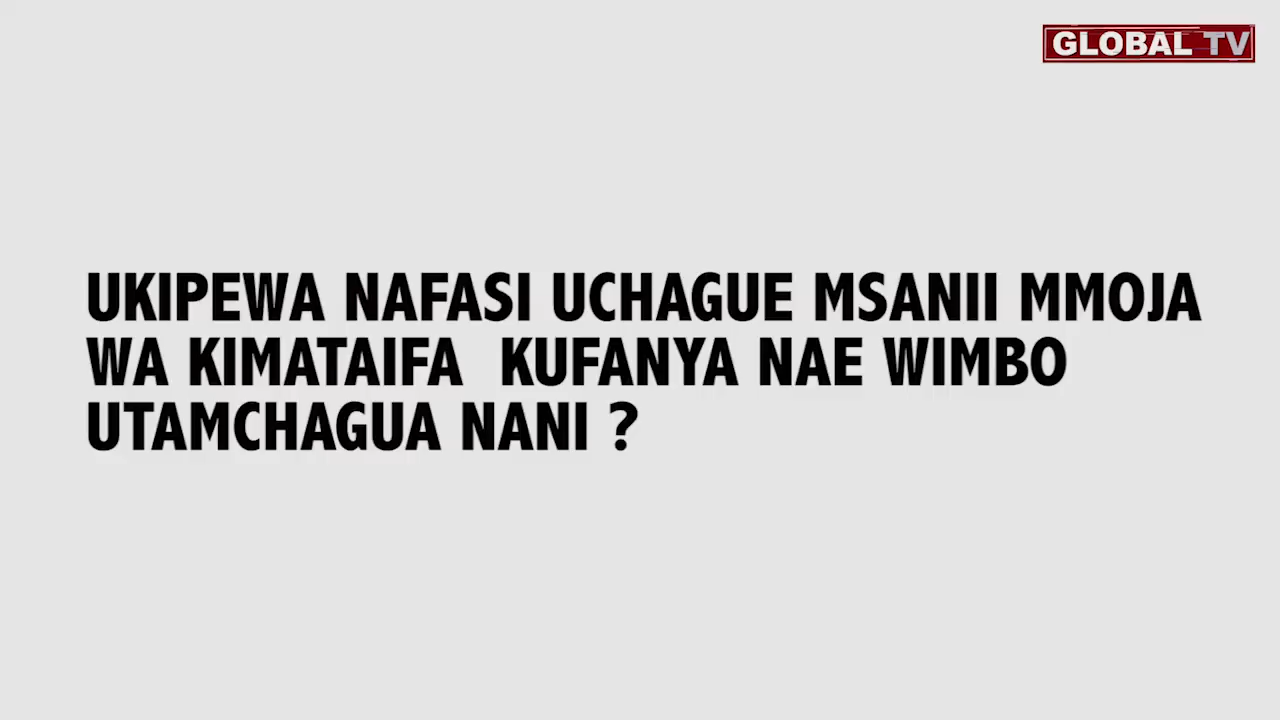 GLOBAL TV
UKIPEWA NAFASI UCHAGUE MSANII MMOJA
WA KIMATAIFA KUFANYA NAE WIMBO
UTAMCHAGUA NANI ?